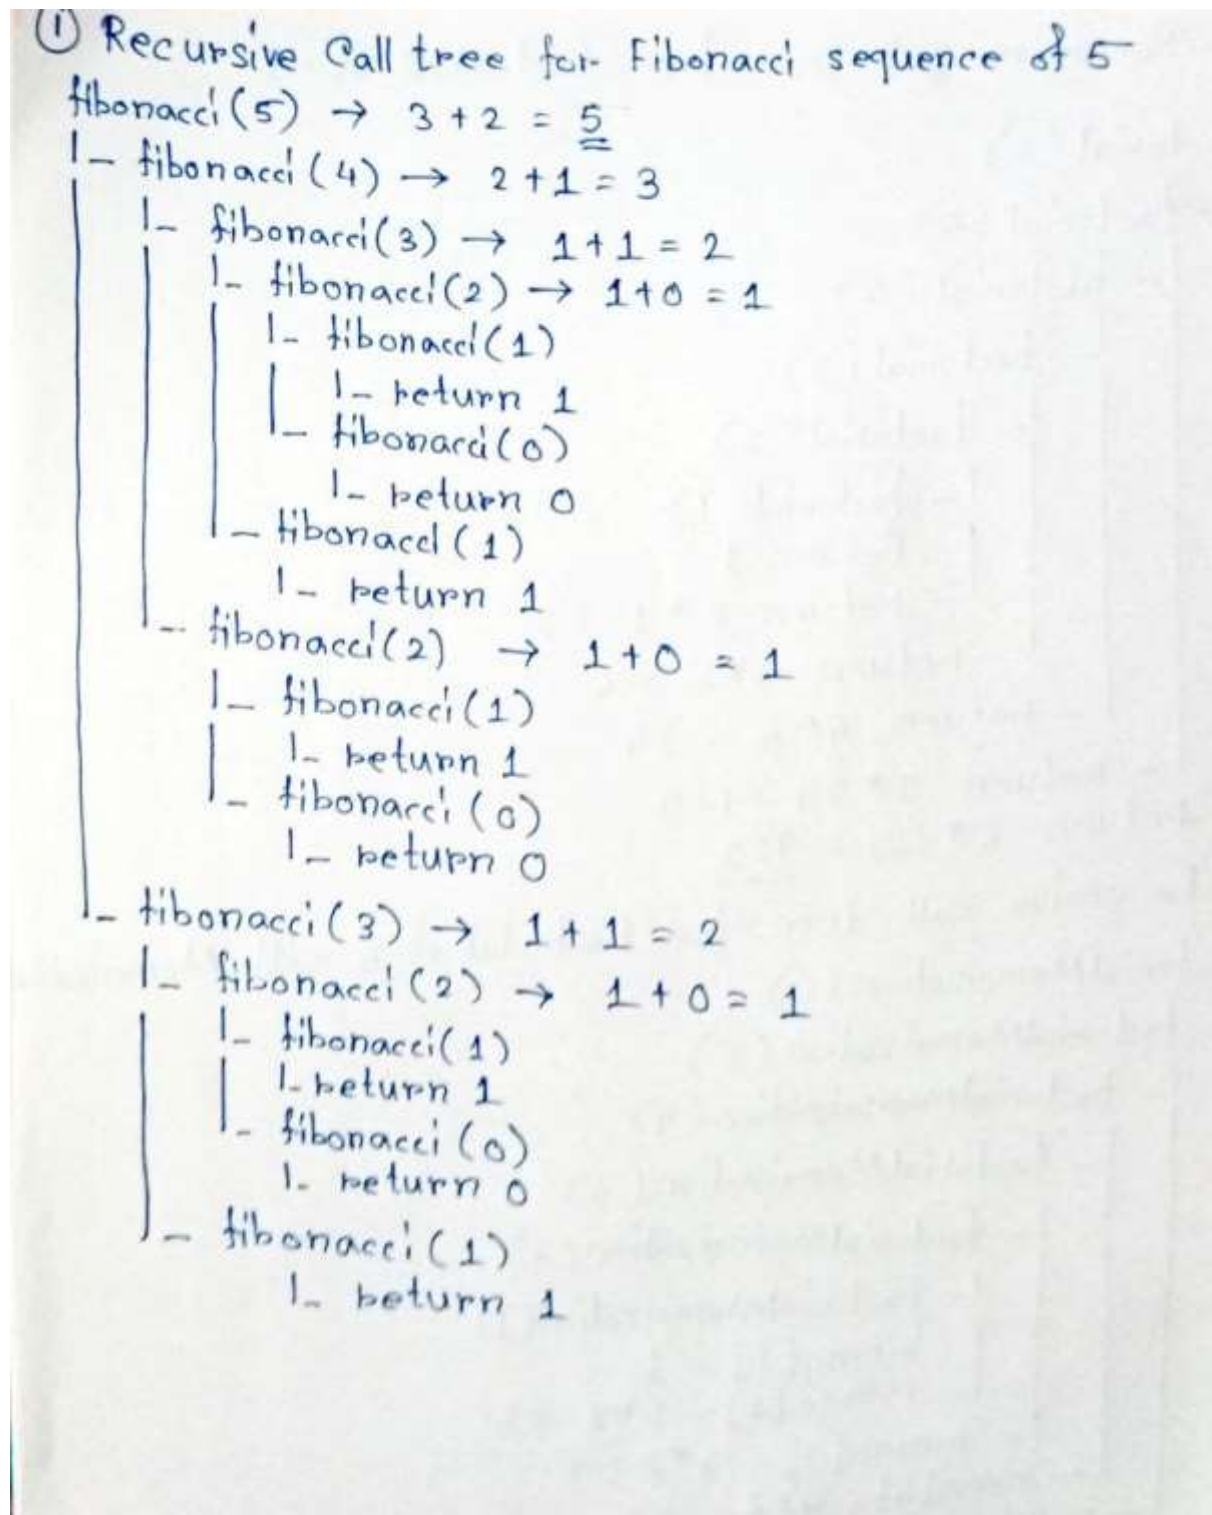 ① Recursive Call tree for Fibonacci sequence of 5
fibonacci(5) → 3 + 2 = 5
|- fibonacci(4) → 2 + 1 = 3
|- fibonacci(3) → 1 + 1 = 2
|- fibonacci(2) → 1 + 0 = 1
|- fibonacci(1)
|- return 1
|- fibonacci(0)
|- return 0
|- fibonacci(1)
|- return 1
|- fibonacci(2) → 1 + 0 = 1
|- fibonacci(1)
|- return 1
|- fibonacci(0)
|- return 0
|- fibonacci(3) → 1 + 1 = 2
|- fibonacci(2) → 1 + 0 = 1
|- fibonacci(1)
|- return 1
|- fibonacci(0)
|- return 0
|- fibonacci(1)
|- return 1